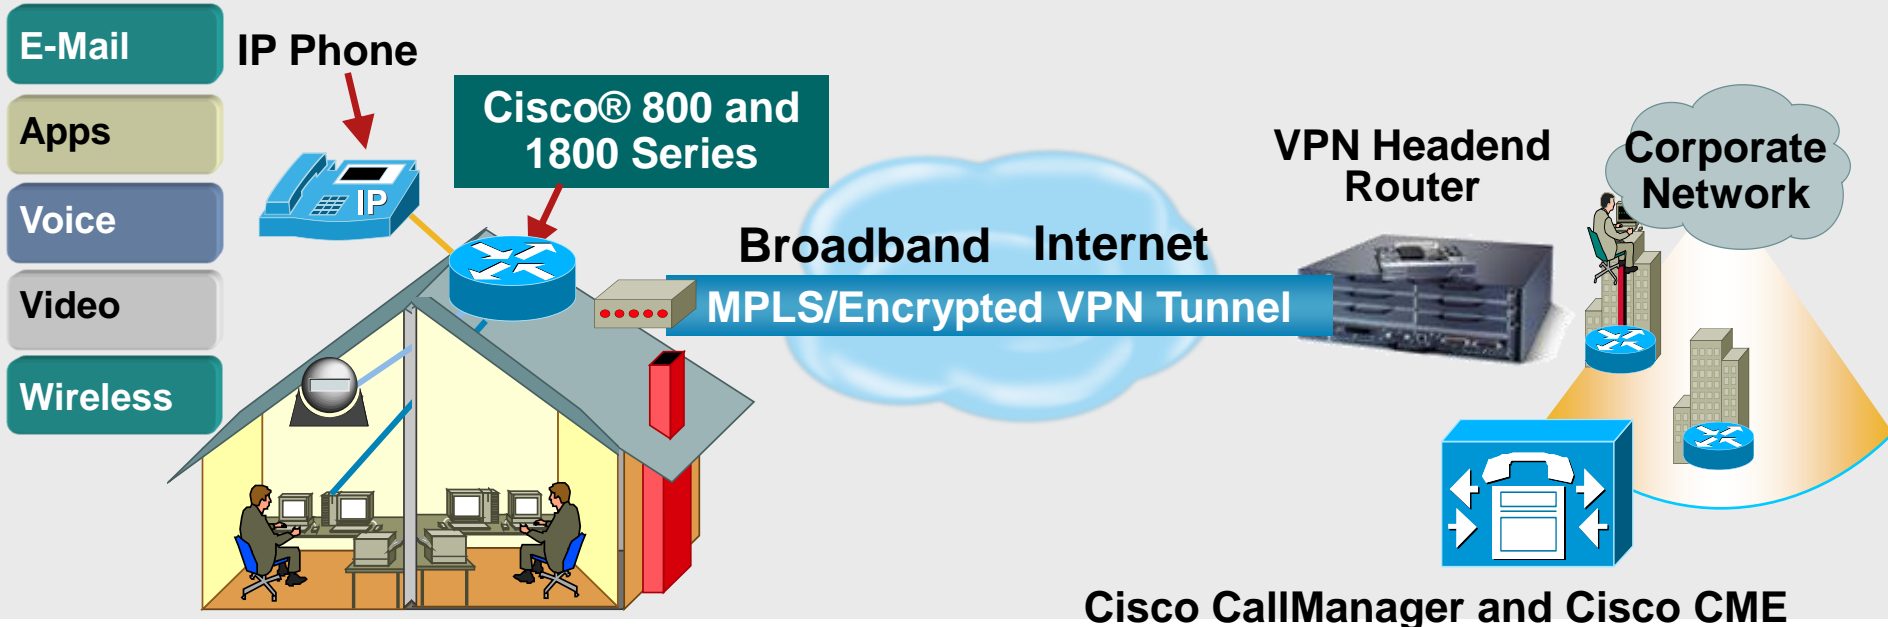 E-Mail
Apps
Voice
Video
Wireless
IP Phone
IP
Cisco® 800 and
1800 Series
Broadband Internet
MPLS/Encrypted VPN Tunnel
VPN Headend
Router
Corporate
Network
Cisco CallManager and Cisco CME